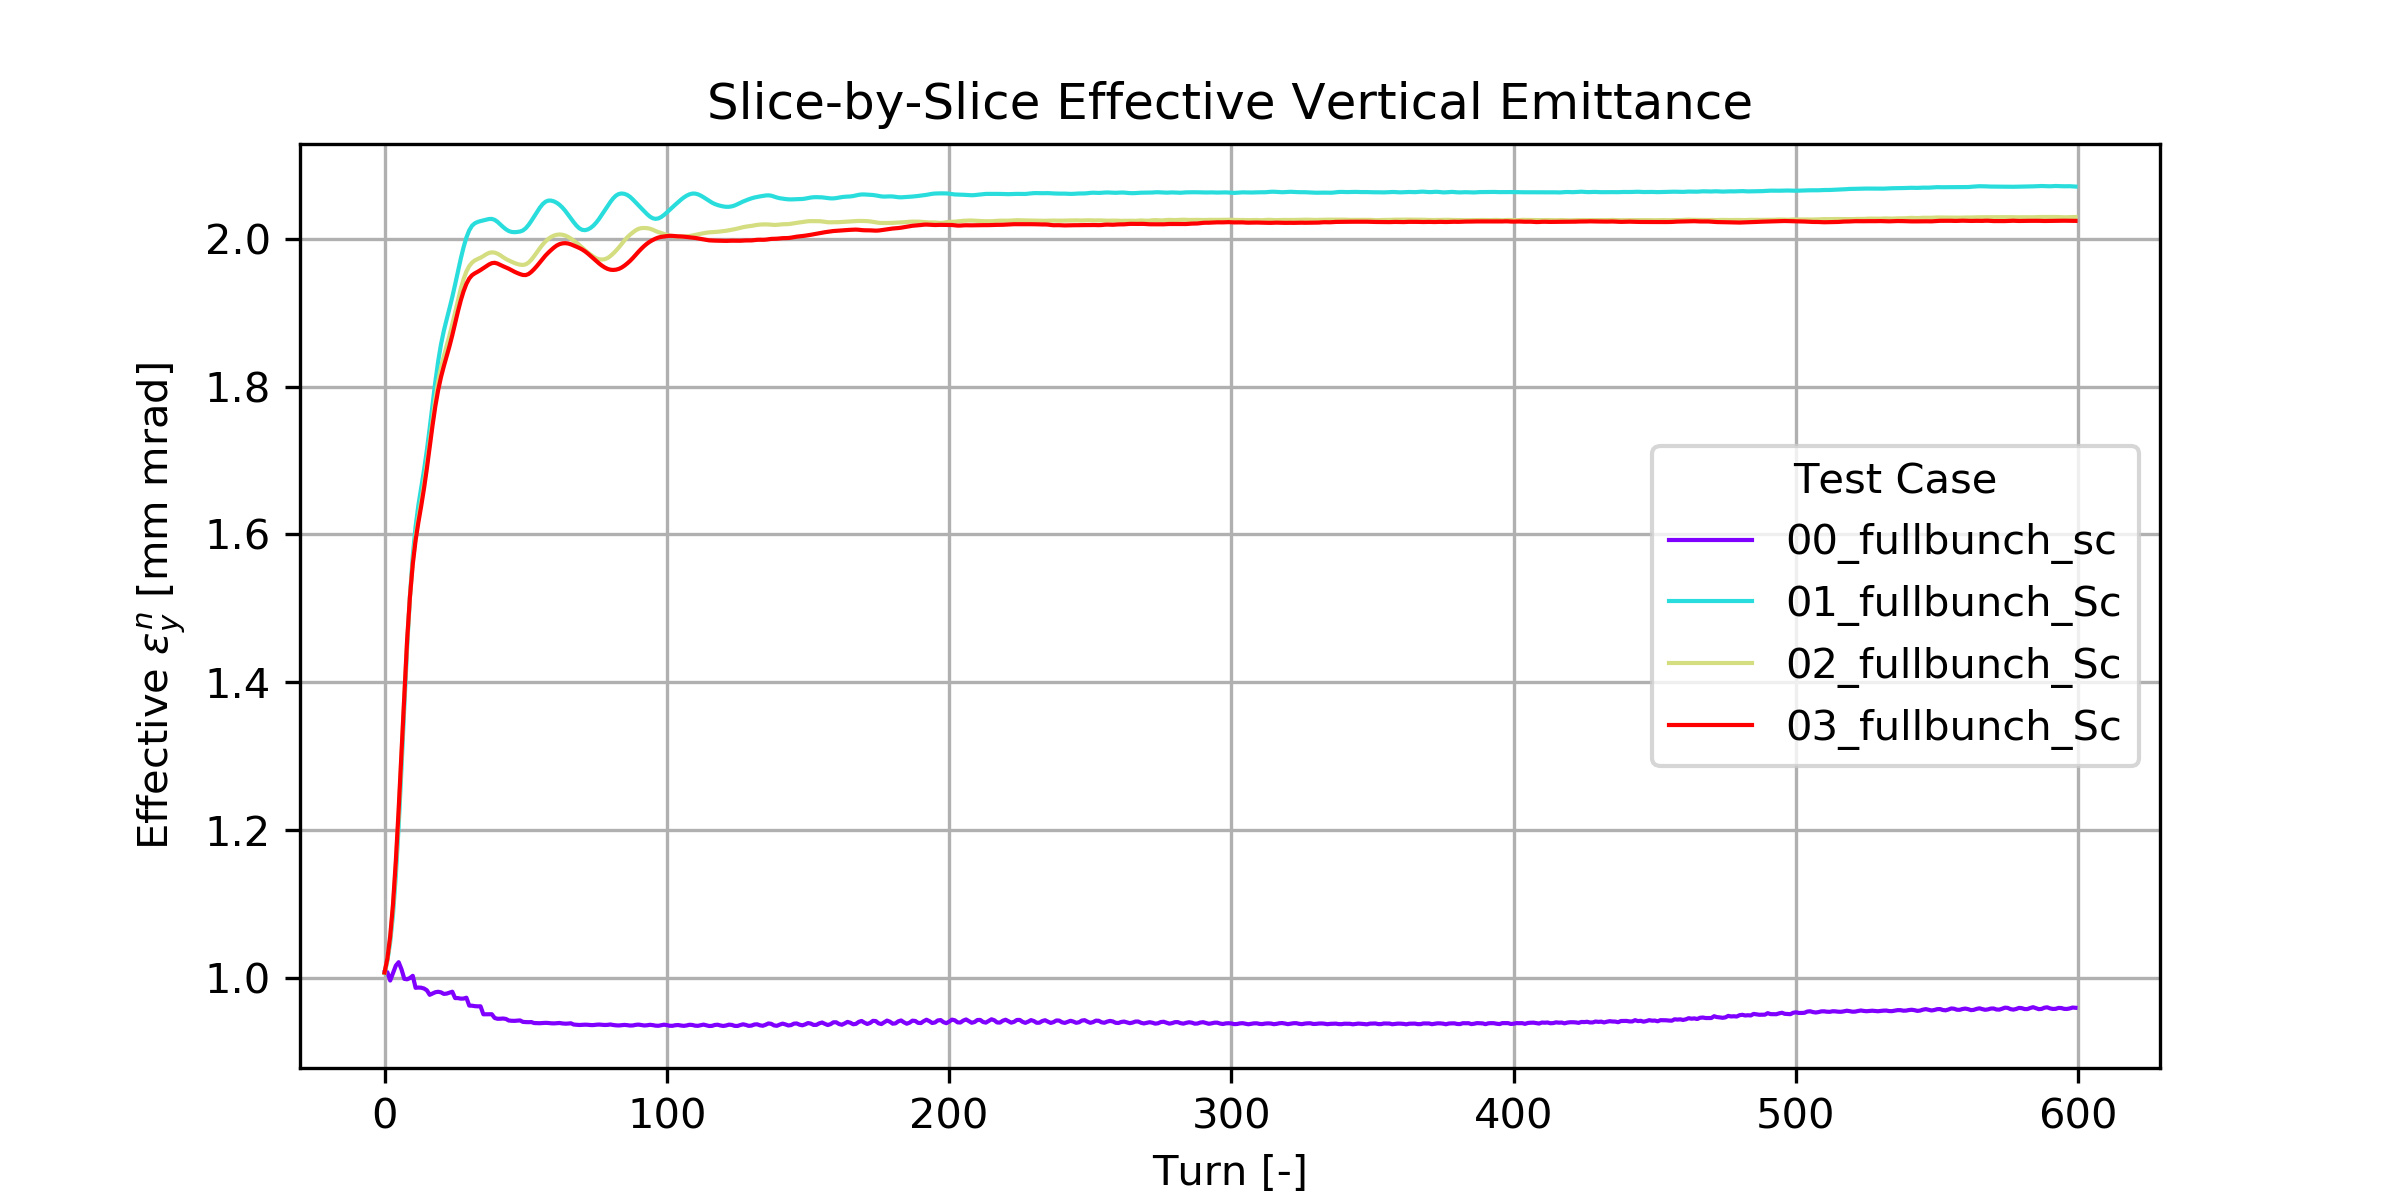 Slice-by-Slice Effective Vertical Emittance
Effective ε_y^n [mm mrad]
2.0
1.8
1.6
1.4
1.2
1.0
Test Case
00_fullbunch_sc
01_fullbunch_Sc
02_fullbunch_Sc
03_fullbunch_Sc
0 100 200 300 400 500 600
Turn [-]